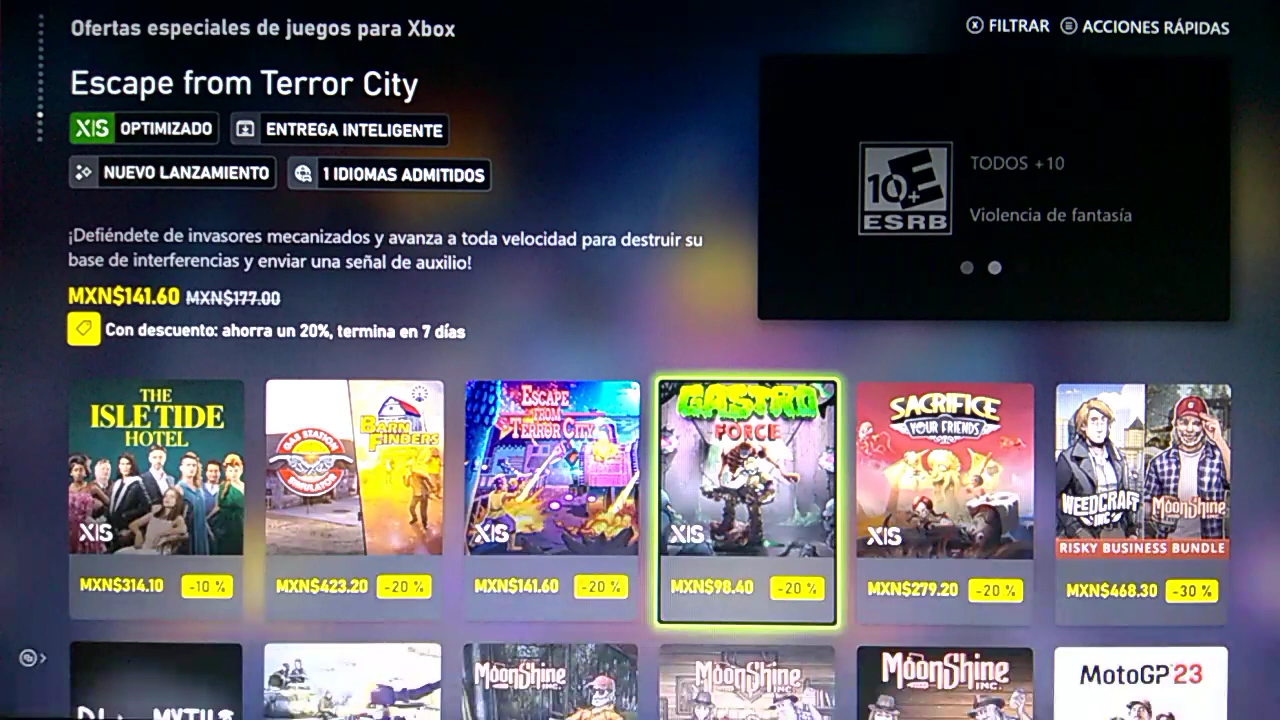 Ofertas especiales de juegos para Xbox
FILTRAR
ACCIONES RÁPIDAS
Escape from Terror City
X|S OPTIMIZADO
ENTREGA INTELIGENTE
NUEVO LANZAMIENTO
1 IDIOMAS ADMITIDOS
¡Defiéndete de invasores mecanizados y avanza a toda velocidad para destruir su
base de interferencias y enviar una señal de auxilio!
MXN$141.60 MXN$177.00
Con descuento: ahorra un 20%, termina en 7 días
E
10+
ESRB
TODOS +10
Violencia de fantasía
THE
ISLE TIDE
HOTEL
X|S
MXN$314.10
-10 %
GAS STATION
SIMULATOR
BARN
FINDERS
MXN$423.20
-20 %
ESCAPE
FROM
TERROR CITY
X|S
MXN$141.60
-20 %
GASTRO
FORCE
X|S
MXN$98.40
-20 %
SACRIFICE
YOUR FRIENDS
X|S
MXN$279.20
-20 %
WEEDCRAFT
INC
MOONSHINE
RISKY BUSINESS BUNDLE
MXN$468.30
-30 %
MOONSHINE
INC.
MOONSHINE
INC.
MOONSHINE
INC.
MotoGP 23